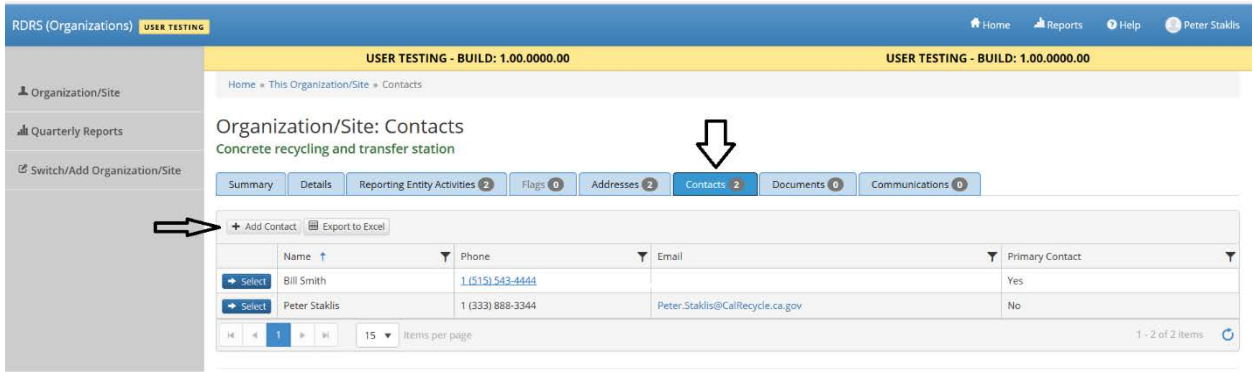 RDRS (Organizations) USER TESTING Home Reports Help Peter Staklis
USER TESTING - BUILD: 1.00.0000.00 USER TESTING - BUILD: 1.00.0000.00
Home » This Organization/Site » Contacts
Organization/Site
Quarterly Reports
Switch/Add Organization/Site
Organization/Site: Contacts
Concrete recycling and transfer station
Summary Details Reporting Entity Activities 2 Flags 0 Addresses 2 Contacts 2 Documents 0 Communications 0
+ Add Contact Export to Excel
Name ↑ Phone Email Primary Contact
Select Bill Smith 1 (515) 543-4444 Yes
Select Peter Staklis 1 (333) 888-3344 Peter.Staklis@CalRecycle.ca.gov No
1 15 items per page 1 - 2 of 2 items